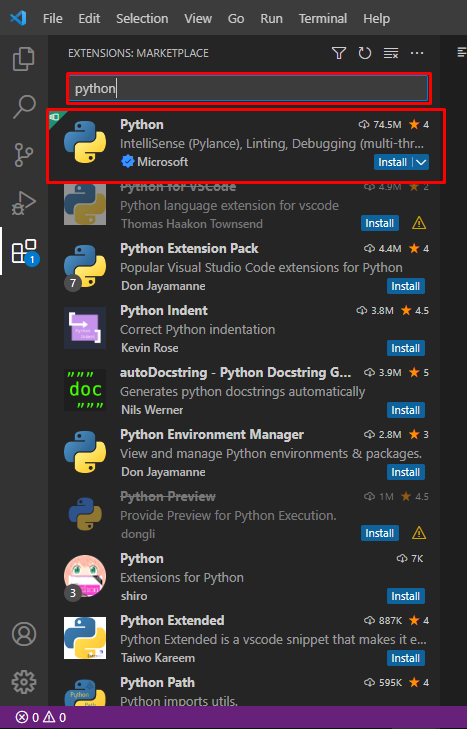 File Edit Selection View Go Run Terminal Help
EXTENSIONS: MARKETPLACE
python
Python 74.5M 4
IntelliSense (Pylance), Linting, Debugging (multi-thr...
Microsoft Install
Python for VSCode 4.9M 2
Python language extension for vscode
Thomas Haakon Townsend Install
Python Extension Pack 4.4M 4
Popular Visual Studio Code extensions for Python
7
Don Jayamanne Install
Python Indent 3.8M 4.5
Correct Python indentation
Kevin Rose Install
autoDocstring - Python Docstring G... 3.9M 5
Generates python docstrings automatically
"""
doc
"""
Nils Werner Install
Python Environment Manager 2.8M 3
View and manage Python environments & packages.
Don Jayamanne Install
Python Preview 1M 4.5
Provide Preview for Python Execution.
dongli Install
Python 7K
Extensions for Python
3
shiro Install
Python Extended 887K 4
Python Extended is a vscode snippet that makes it e...
Taiwo Kareem Install
Python Path 595K 4
Python imports utils.
1
0 0